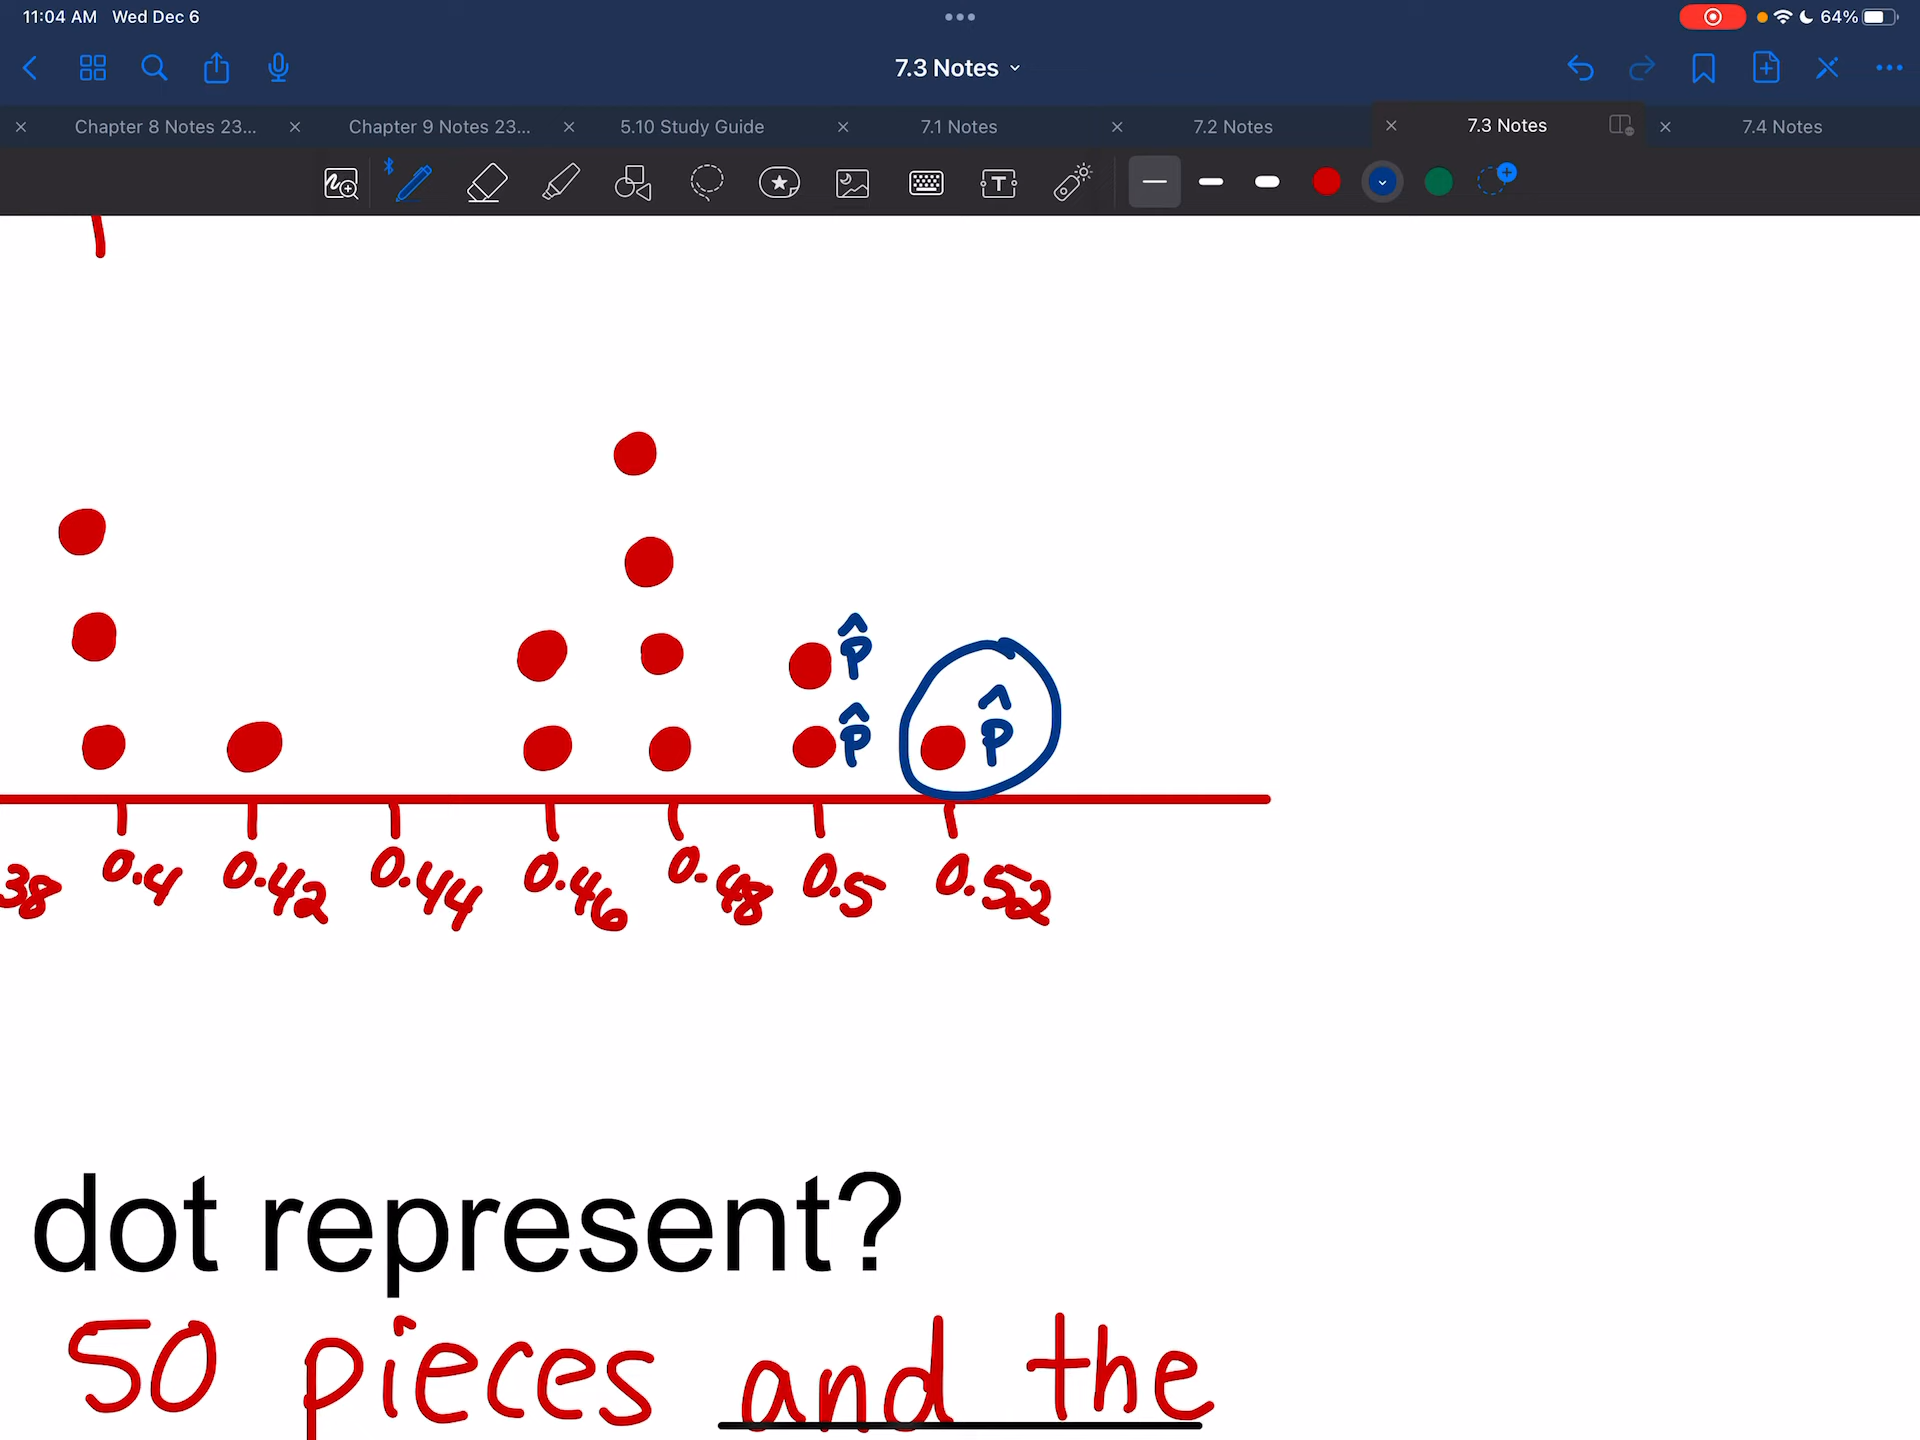 11:04 AM Wed Dec 6
64%
7.3 Notes
Chapter 8 Notes 23...
Chapter 9 Notes 23...
5.10 Study Guide
7.1 Notes
7.2 Notes
7.3 Notes
7.4 Notes
p̂
p̂ p̂
38 0.4 0.42 0.44 0.46 0.48 0.5 0.52
dot represent?
50 pieces and the